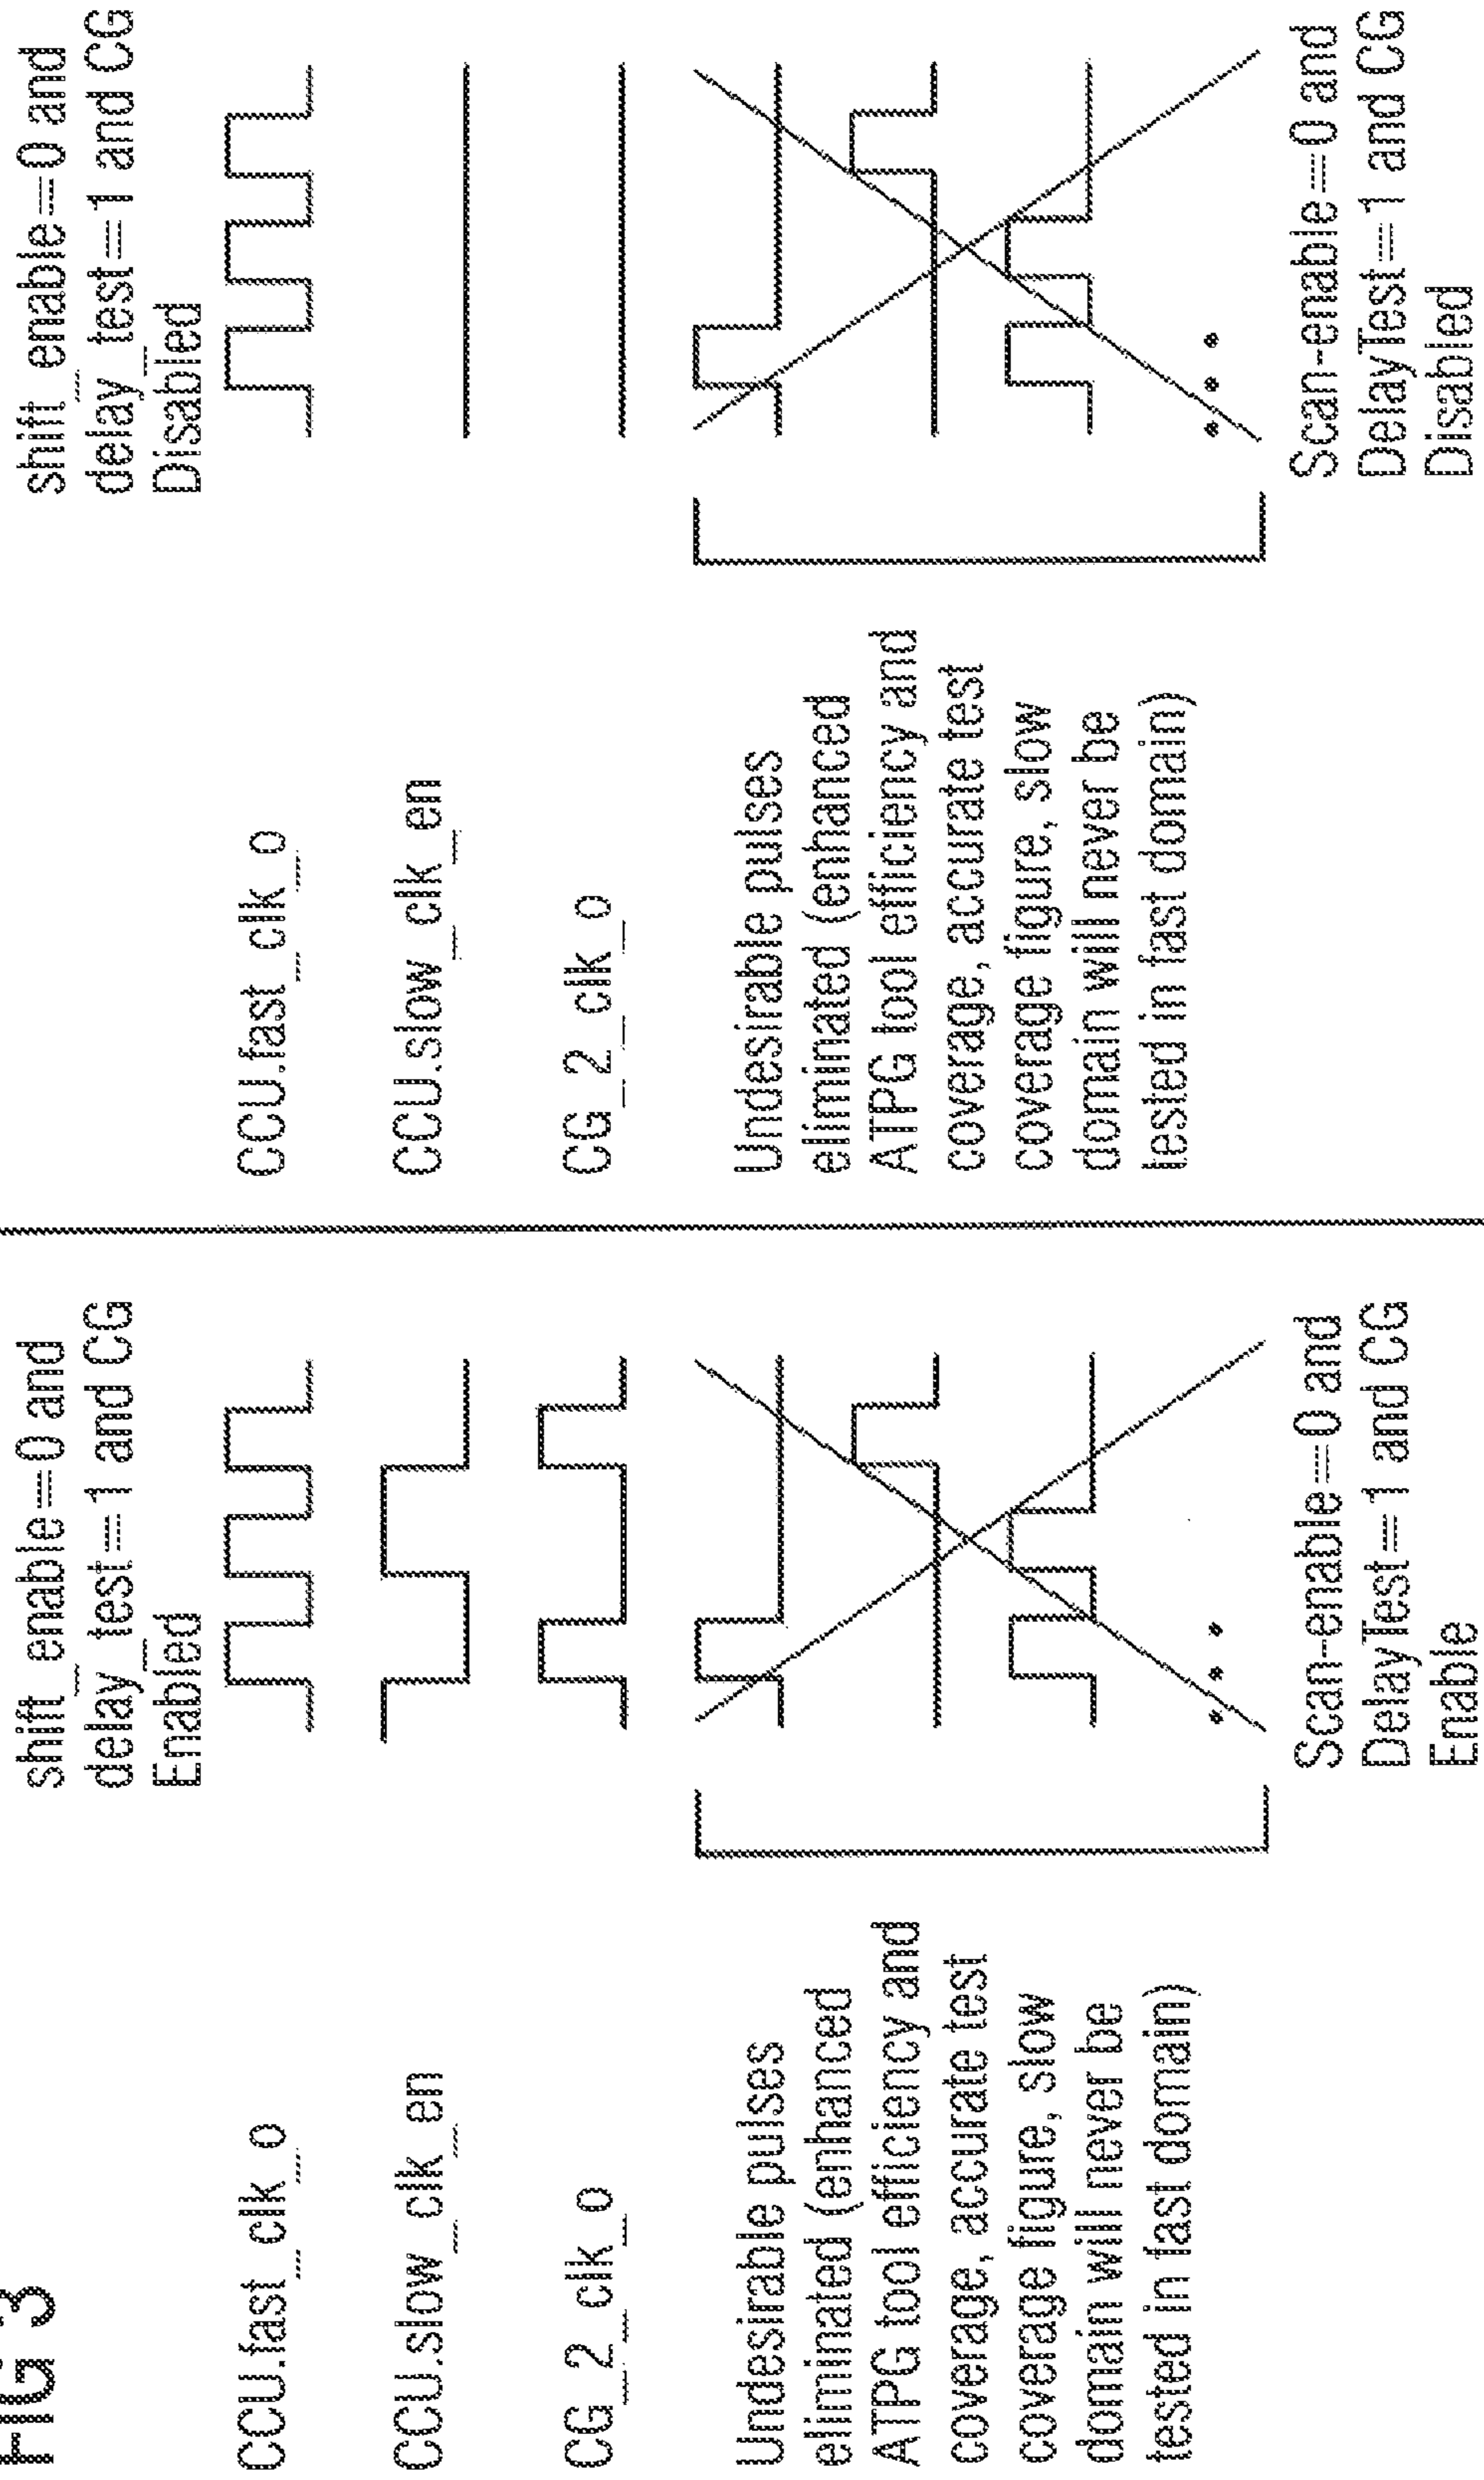 FIG 3
shift_enable=0 and
delay_test=1 and CG
Enabled
CCU.fast_clk_o
CCU.slow_clk_en
CG_2_clk_o
Undesirable pulses
eliminated (enhanced
ATPG tool efficiency and
coverage, accurate test
coverage figure, slow
domain will never be
tested in fast domain)
Scan-enable=0 and
DelayTest=1 and CG
Enable
shift_enable=0 and
delay_test=1 and CG
Disabled
CCU.fast_clk_o
CCU.slow_clk_en
CG_2_clk_o
Undesirable pulses
eliminated (enhanced
ATPG tool efficiency and
coverage, accurate test
coverage figure, slow
domain will never be
tested in fast domain)
Scan-enable=0 and
DelayTest=1 and CG
Disabled